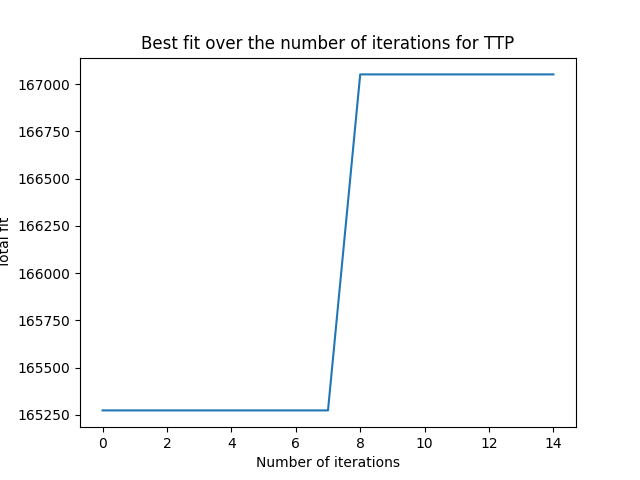 Best fit over the number of iterations for TTP
167000
166750
166500
166250
166000
165750
165500
165250
Total fit
0 2 4 6 8 10 12 14
Number of iterations